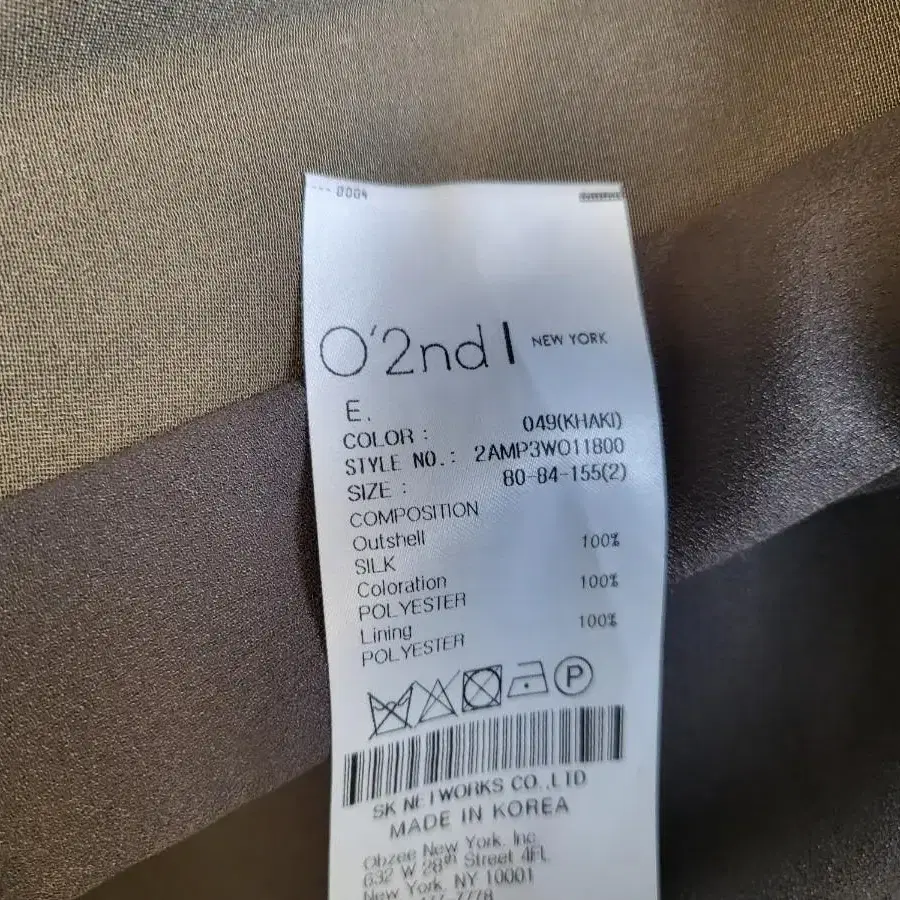 0004
O'2nd | NEW YORK
E.
COLOR : 049(KHAKI)
STYLE NO.: 2AMP3WO11800
SIZE : 80-84-155(2)
COMPOSITION
Outshell
SILK 100%
Coloration
POLYESTER 100%
Lining
POLYESTER 100%
P
SK NETWORKS CO.,LTD
MADE IN KOREA
Obzee New York. Inc
632 W 28th Street 4FL
New York, NY 10001